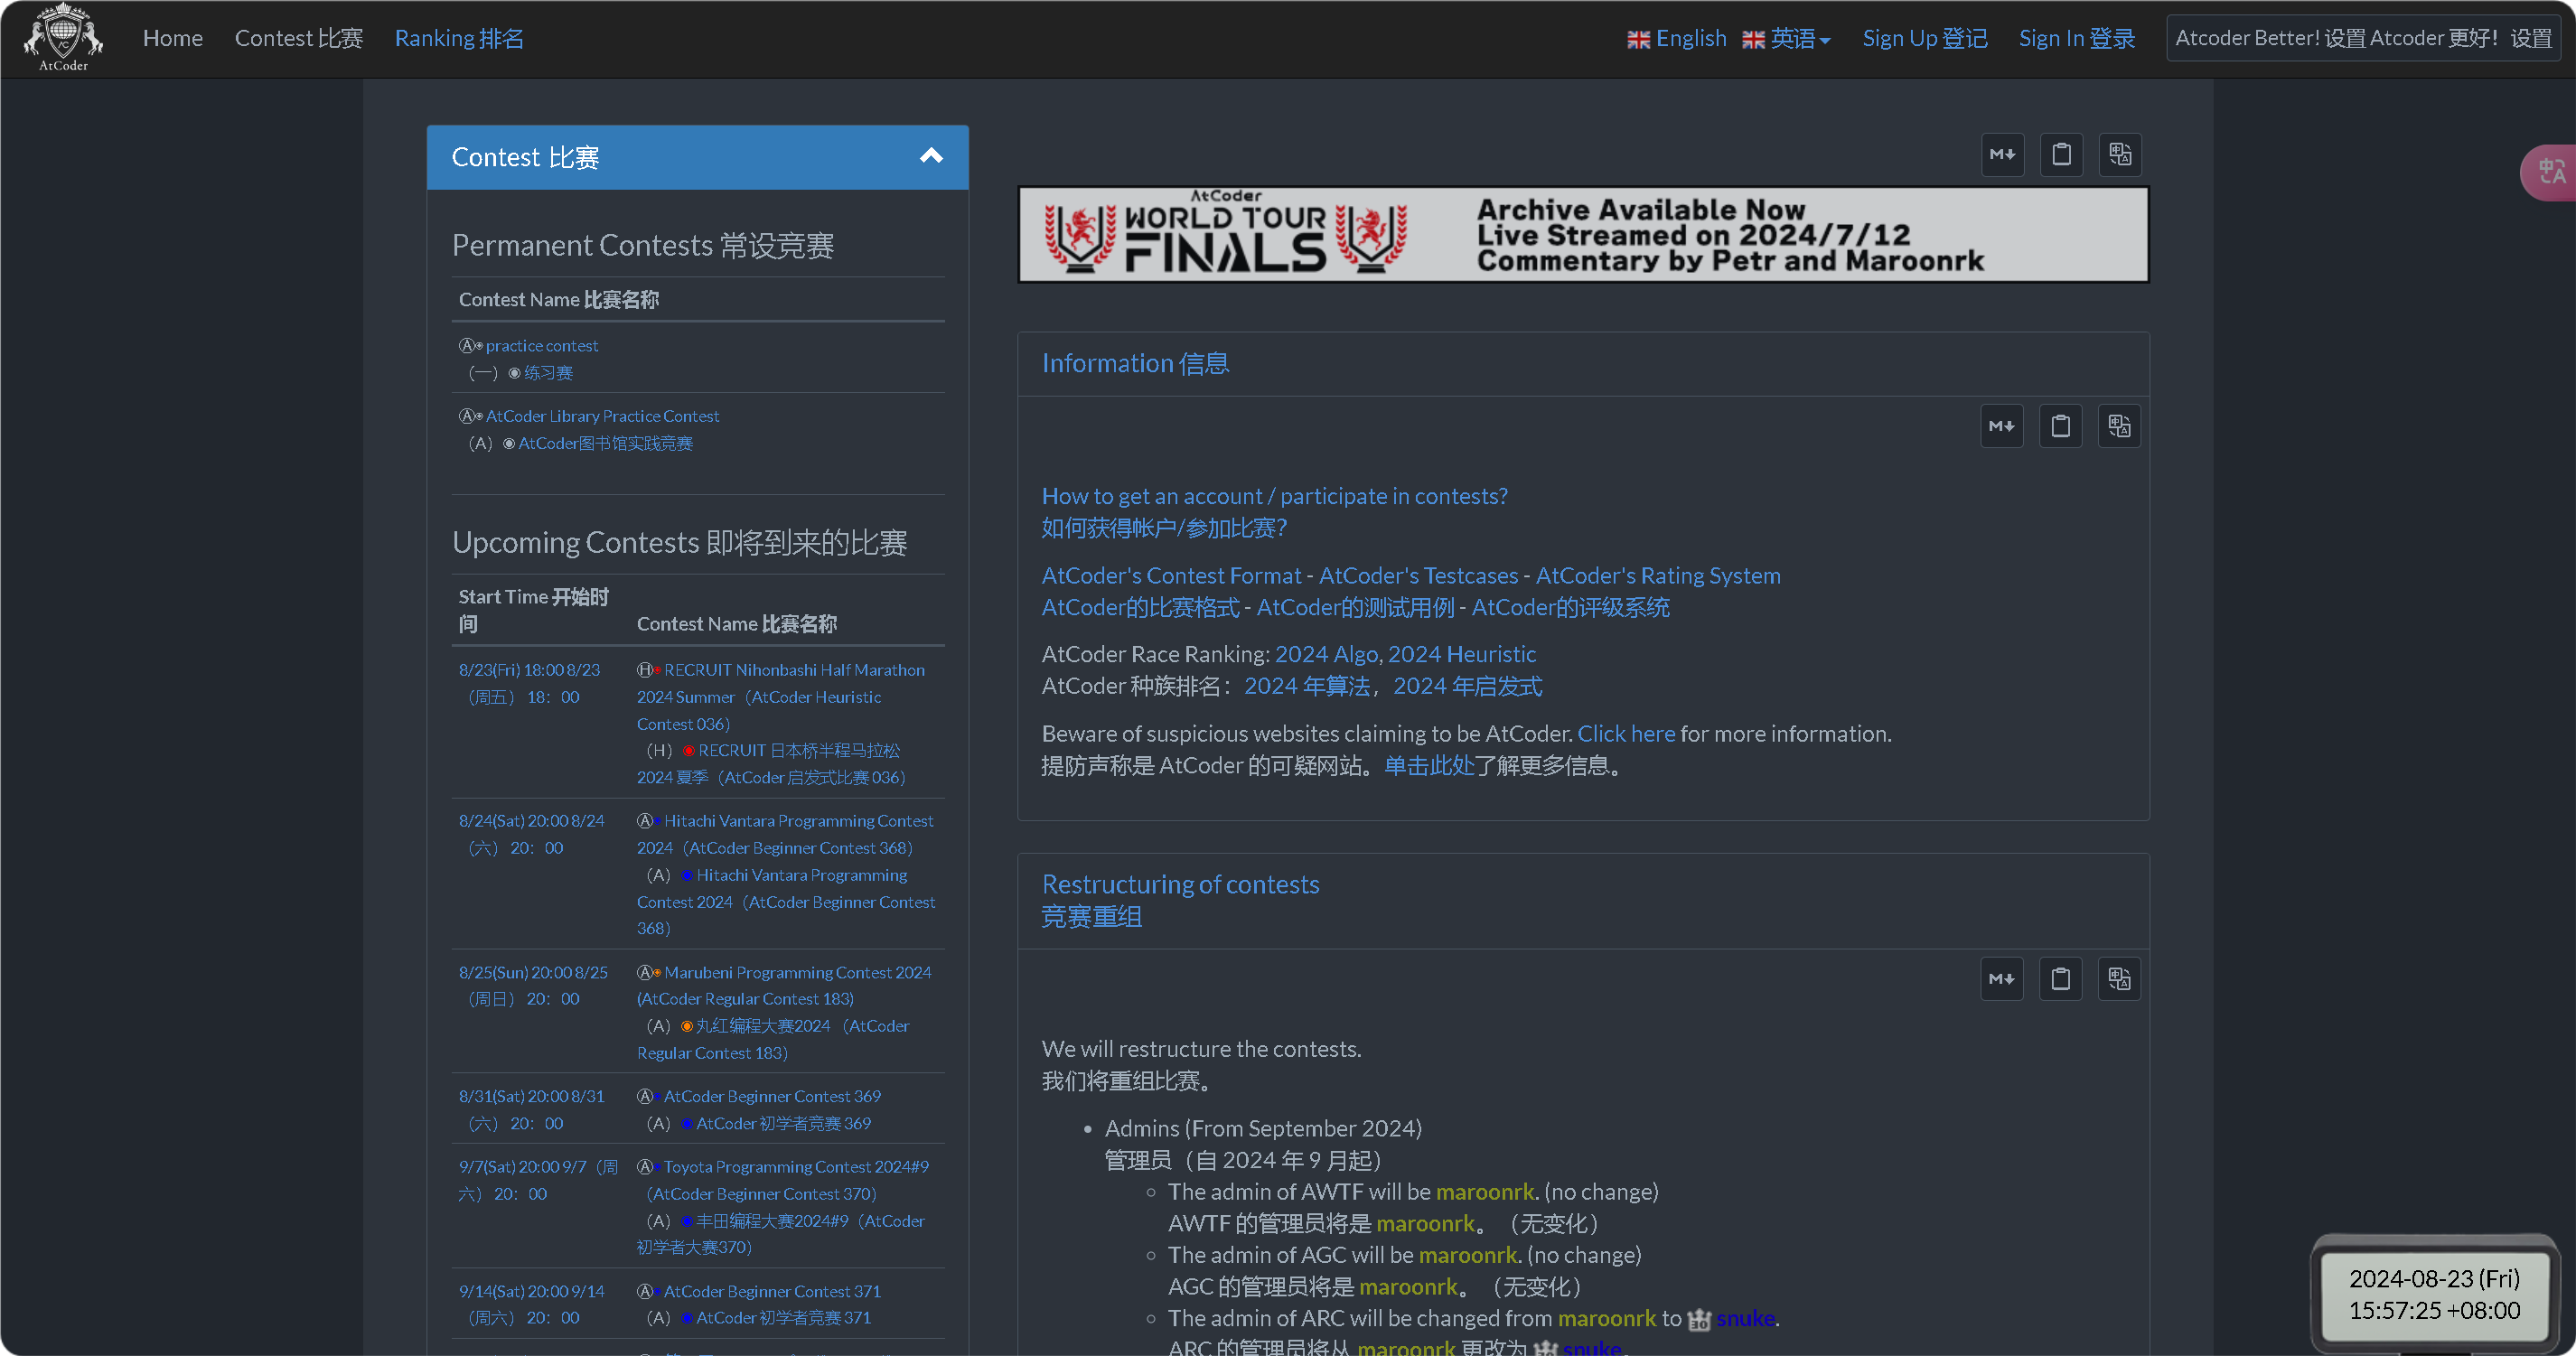 AtCoder
Home
Contest 比赛
Ranking 排名
English
英语
Sign Up 登记
Sign In 登录
Atcoder Better! 设置 Atcoder 更好！设置
Contest 比赛
Permanent Contests 常设竞赛
Contest Name 比赛名称
Ⓐ◉ practice contest
（一） ◉ 练习赛
Ⓐ◉ AtCoder Library Practice Contest
（A） ◉ AtCoder图书馆实践竞赛
Upcoming Contests 即将到来的比赛
Start Time 开始时
间
Contest Name 比赛名称
8/23(Fri) 18:00 8/23
（周五） 18：00
Ⓗ◉ RECRUIT Nihonbashi Half Marathon
2024 Summer（AtCoder Heuristic
Contest 036）
（H） ◉ RECRUIT 日本桥半程马拉松
2024 夏季（AtCoder 启发式比赛 036）
8/24(Sat) 20:00 8/24
（六） 20：00
Ⓐ◉ Hitachi Vantara Programming Contest
2024（AtCoder Beginner Contest 368）
（A） ◉ Hitachi Vantara Programming
Contest 2024（AtCoder Beginner Contest
368）
8/25(Sun) 20:00 8/25
（周日） 20：00
Ⓐ◉ Marubeni Programming Contest 2024
(AtCoder Regular Contest 183)
（A） ◉ 丸红编程大赛2024 （AtCoder
Regular Contest 183）
8/31(Sat) 20:00 8/31
（六） 20：00
Ⓐ◉ AtCoder Beginner Contest 369
（A） ◉ AtCoder 初学者竞赛 369
9/7(Sat) 20:00 9/7（周
六） 20：00
Ⓐ◉ Toyota Programming Contest 2024#9
（AtCoder Beginner Contest 370）
（A） ◉ 丰田编程大赛2024#9（AtCoder
初学者大赛370）
9/14(Sat) 20:00 9/14
（周六） 20：00
Ⓐ◉ AtCoder Beginner Contest 371
（A） ◉ AtCoder 初学者竞赛 371
AtCoder
WORLD TOUR
FINALS
Archive Available Now
Live Streamed on 2024/7/12
Commentary by Petr and Maroonrk
Information 信息
How to get an account / participate in contests?
如何获得帐户/参加比赛？
AtCoder's Contest Format - AtCoder's Testcases - AtCoder's Rating System
AtCoder的比赛格式 - AtCoder的测试用例 - AtCoder的评级系统
AtCoder Race Ranking: 2024 Algo, 2024 Heuristic
AtCoder 种族排名：2024 年算法，2024 年启发式
Beware of suspicious websites claiming to be AtCoder. Click here for more information.
提防声称是 AtCoder 的可疑网站。单击此处了解更多信息。
Restructuring of contests
竞赛重组
We will restructure the contests.
我们将重组比赛。
• Admins (From September 2024)
管理员（自 2024 年 9 月起）
◦ The admin of AWTF will be maroonrk. (no change)
AWTF 的管理员将是 maroonrk。（无变化）
◦ The admin of AGC will be maroonrk. (no change)
AGC 的管理员将是 maroonrk。（无变化）
◦ The admin of ARC will be changed from maroonrk to snuke.
ARC 的管理员将从 maroonrk 更改为 snuke。
2024-08-23 (Fri)
15:57:25 +08:00